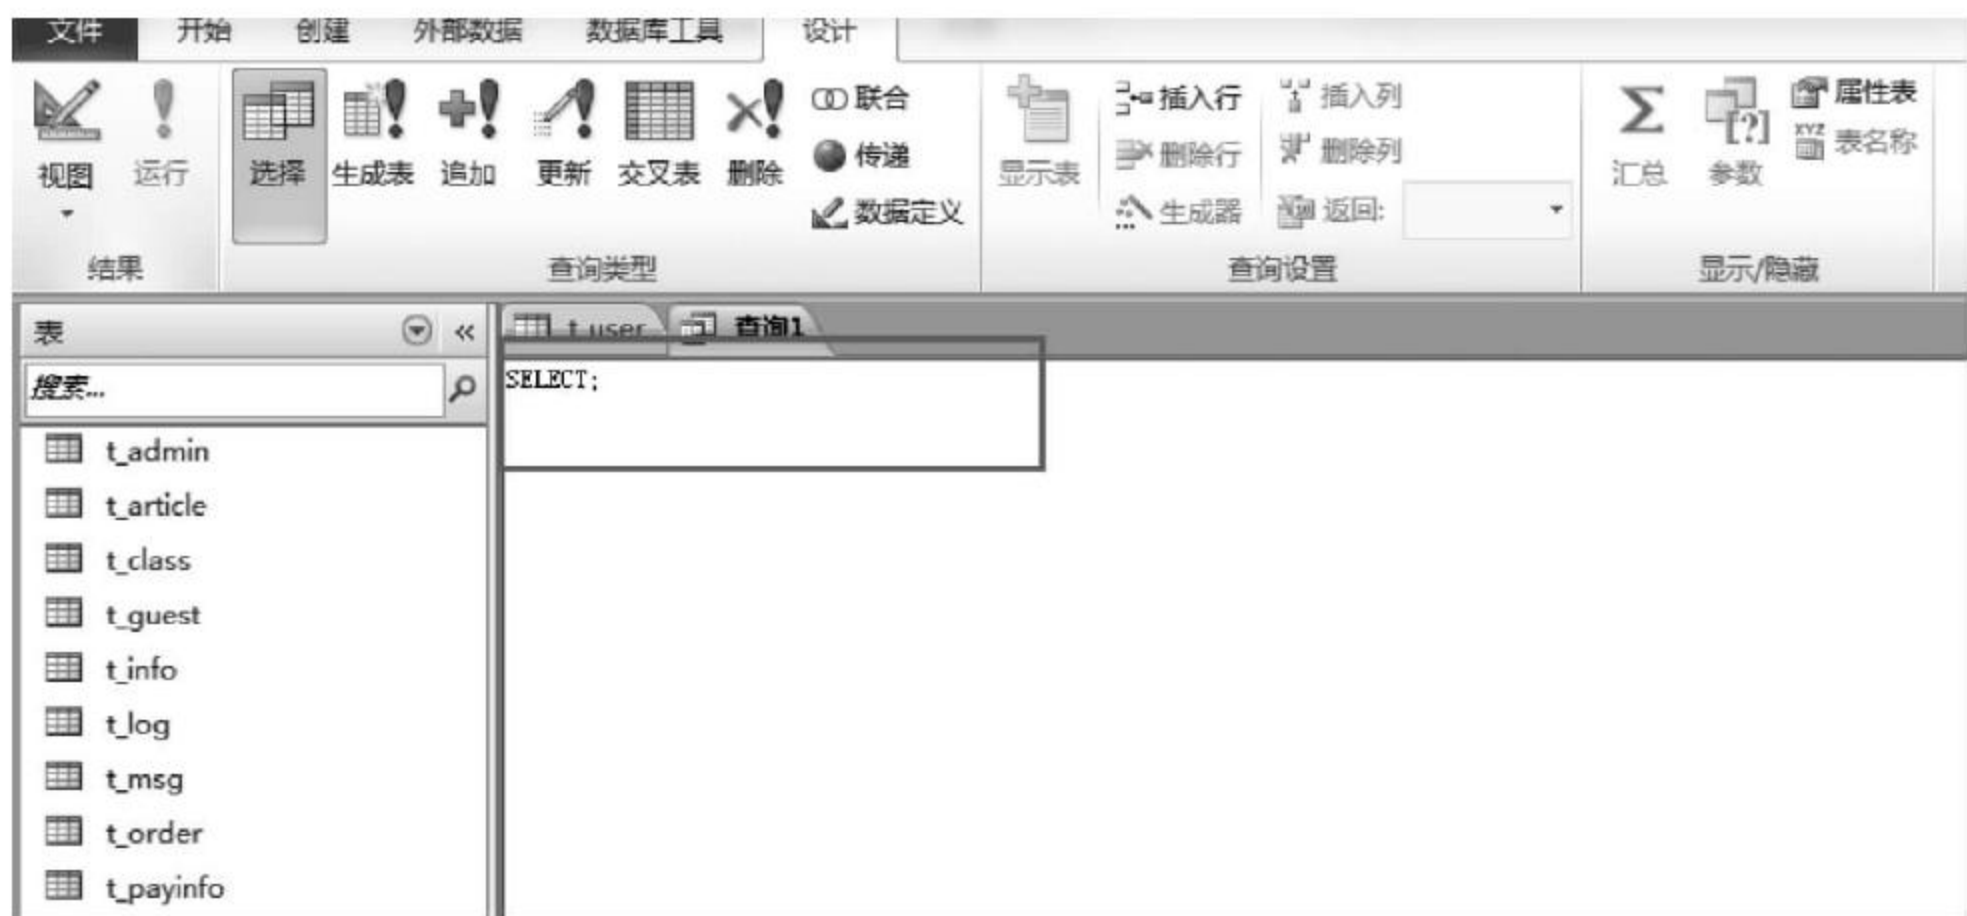 文件 开始 创建 外部数据 数据库工具 设计
视图 运行 选择 生成表 追加 更新 交叉表 删除 联合 传递 数据定义 显示表 插入行 删除行 生成器 插入列 删除列 返回: 汇总 参数 属性表 XYZ 表名称
结果 查询类型 查询设置 显示/隐藏
表 « t_user 查询1
搜索...
SELECT;
t_admin
t_article
t_class
t_guest
t_info
t_log
t_msg
t_order
t_payinfo